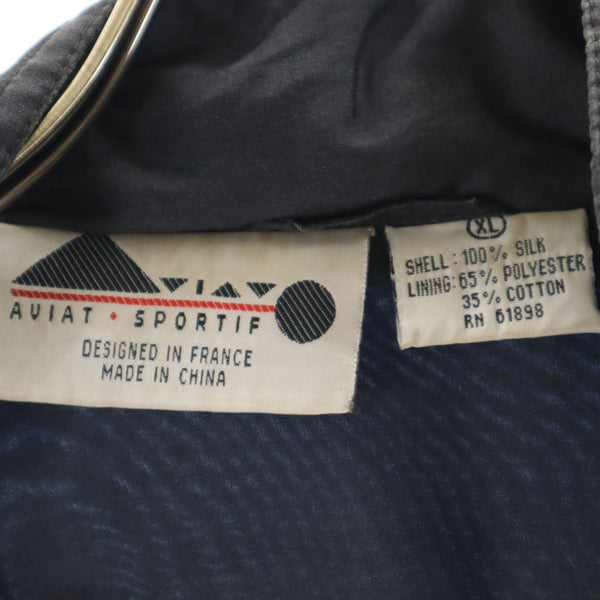 AVIAT • SPORTIF
DESIGNED IN FRANCE
MADE IN CHINA
XL
SHELL: 100% SILK
LINING: 65% POLYESTER
35% COTTON
RN 61898